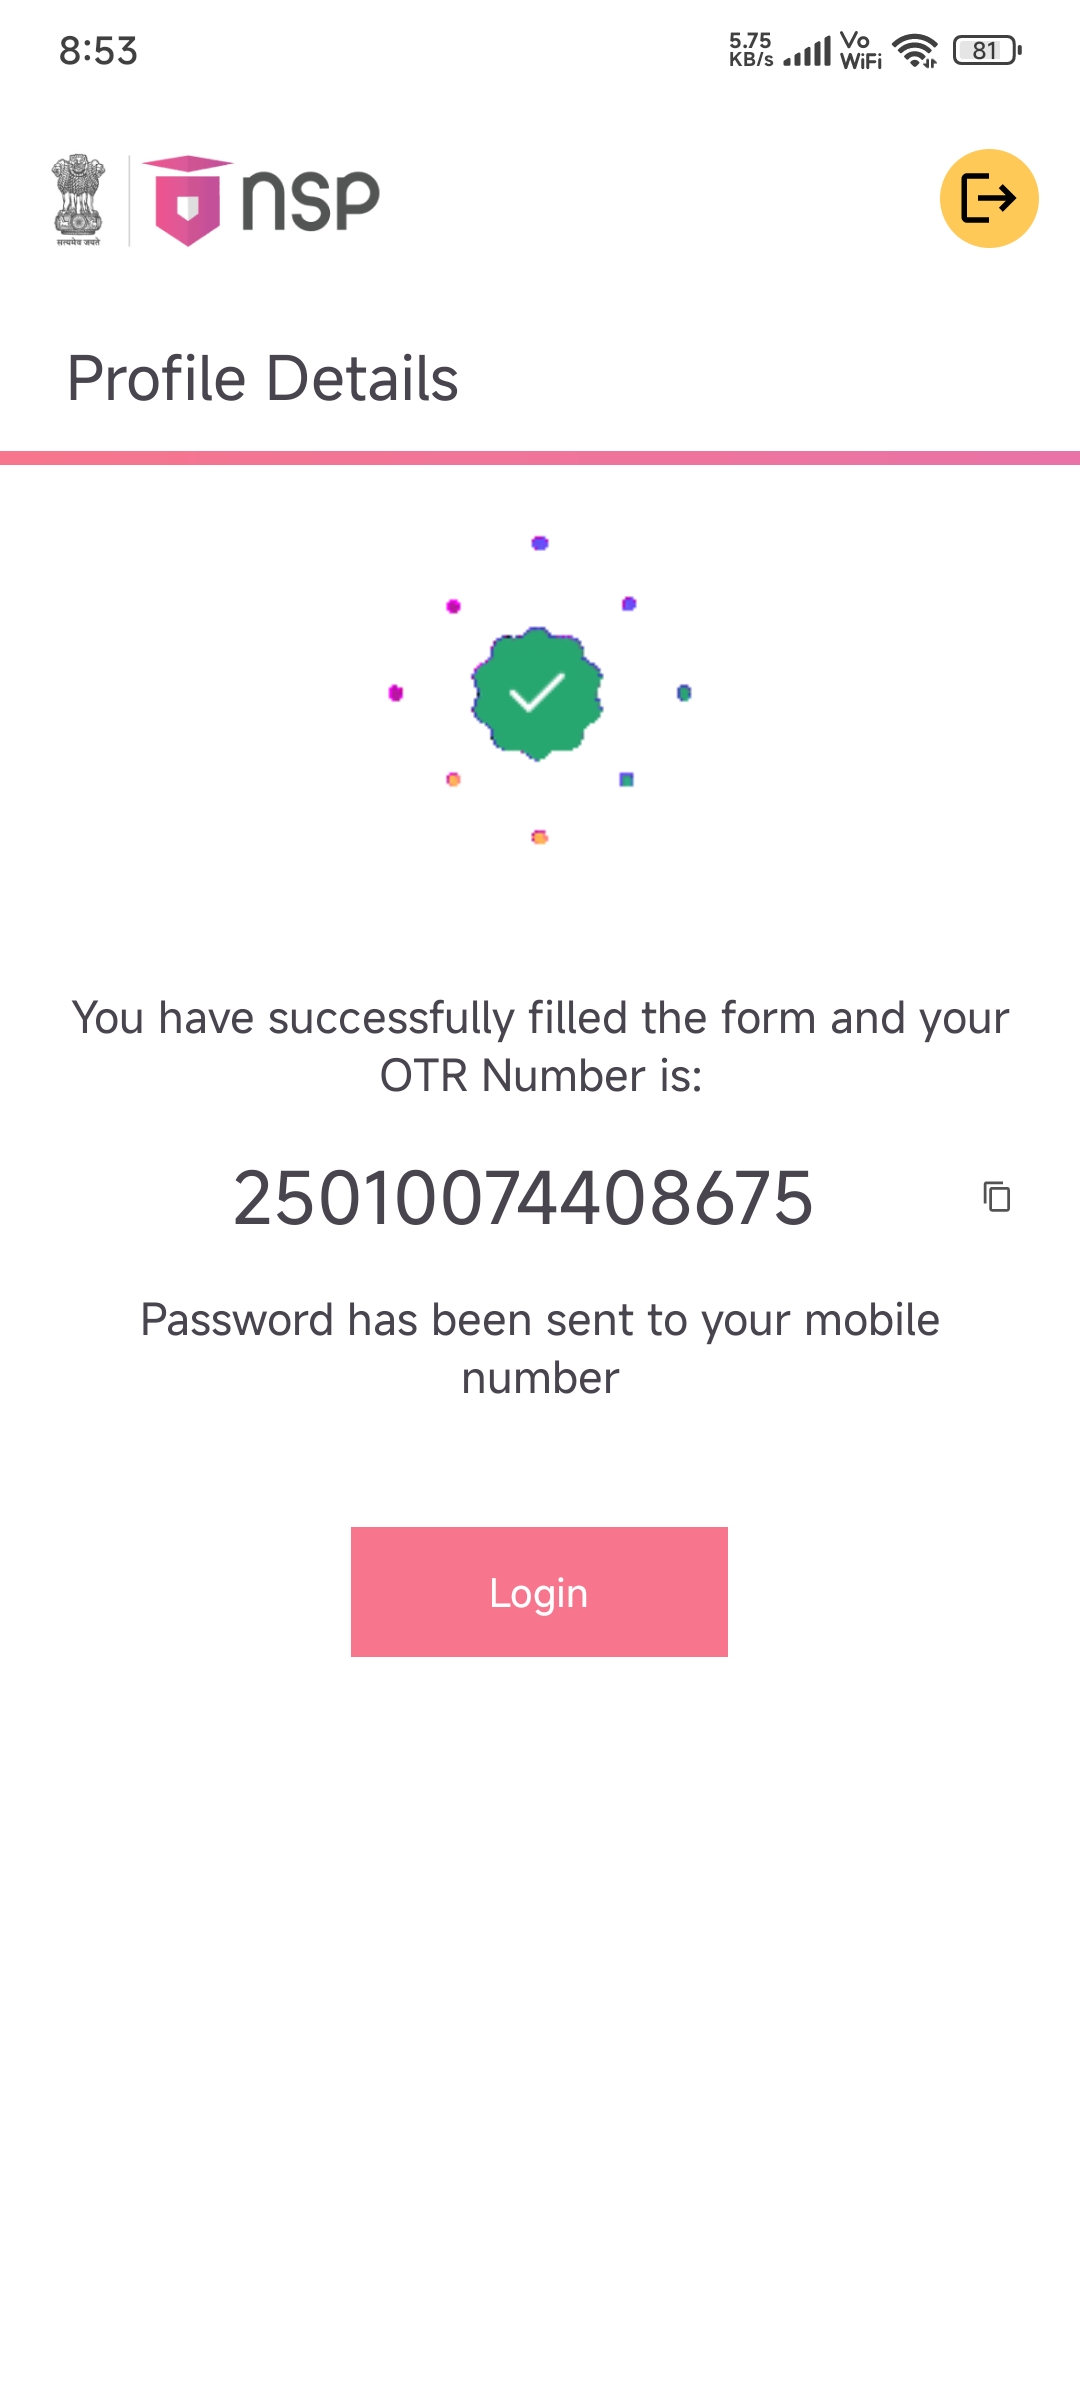 8:53
5.75
KB/s
Vo
WiFi
81
सत्यमेव जयते
nsp
Profile Details
You have successfully filled the form and your
OTR Number is:
25010074408675
Password has been sent to your mobile
number
Login